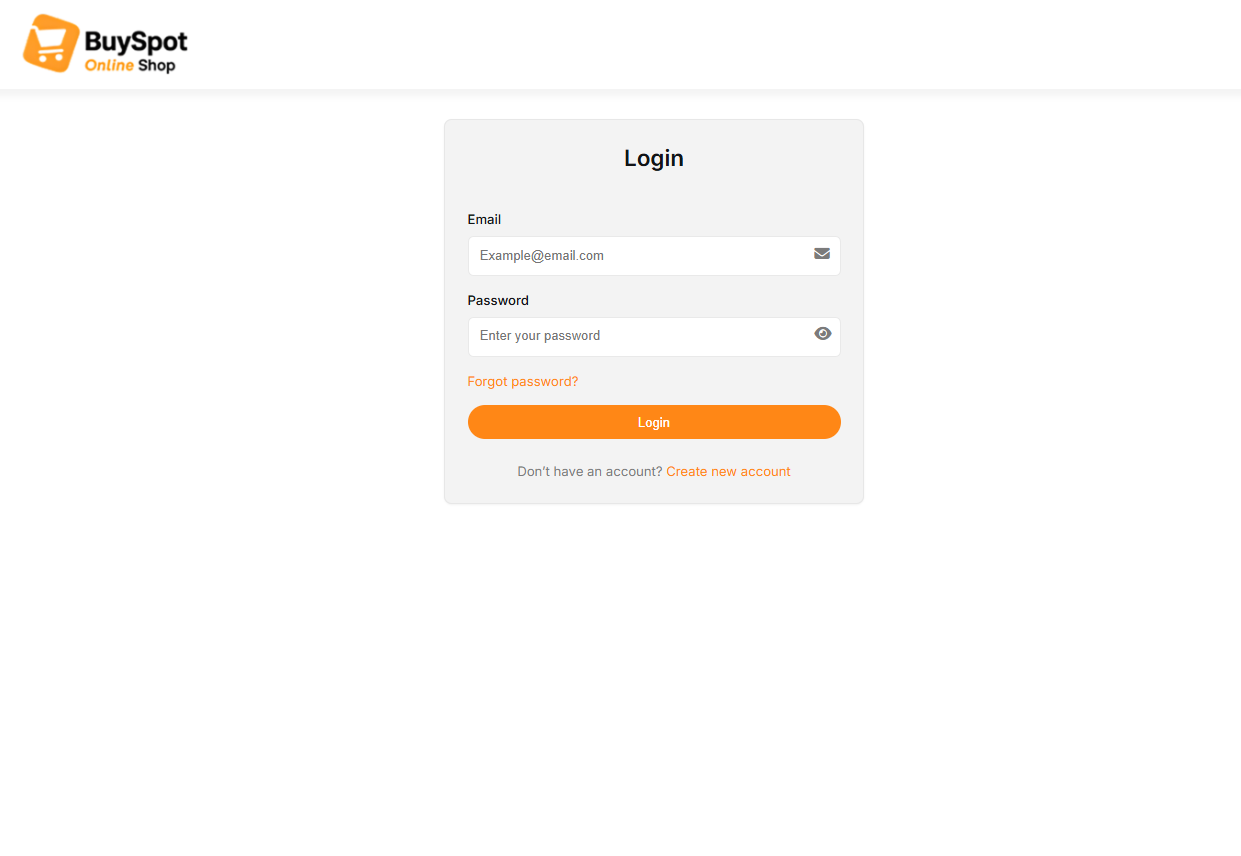 BuySpot
Online Shop
Login
Email
Example@email.com
Password
Enter your password
Forgot password?
Login
Don’t have an account? Create new account